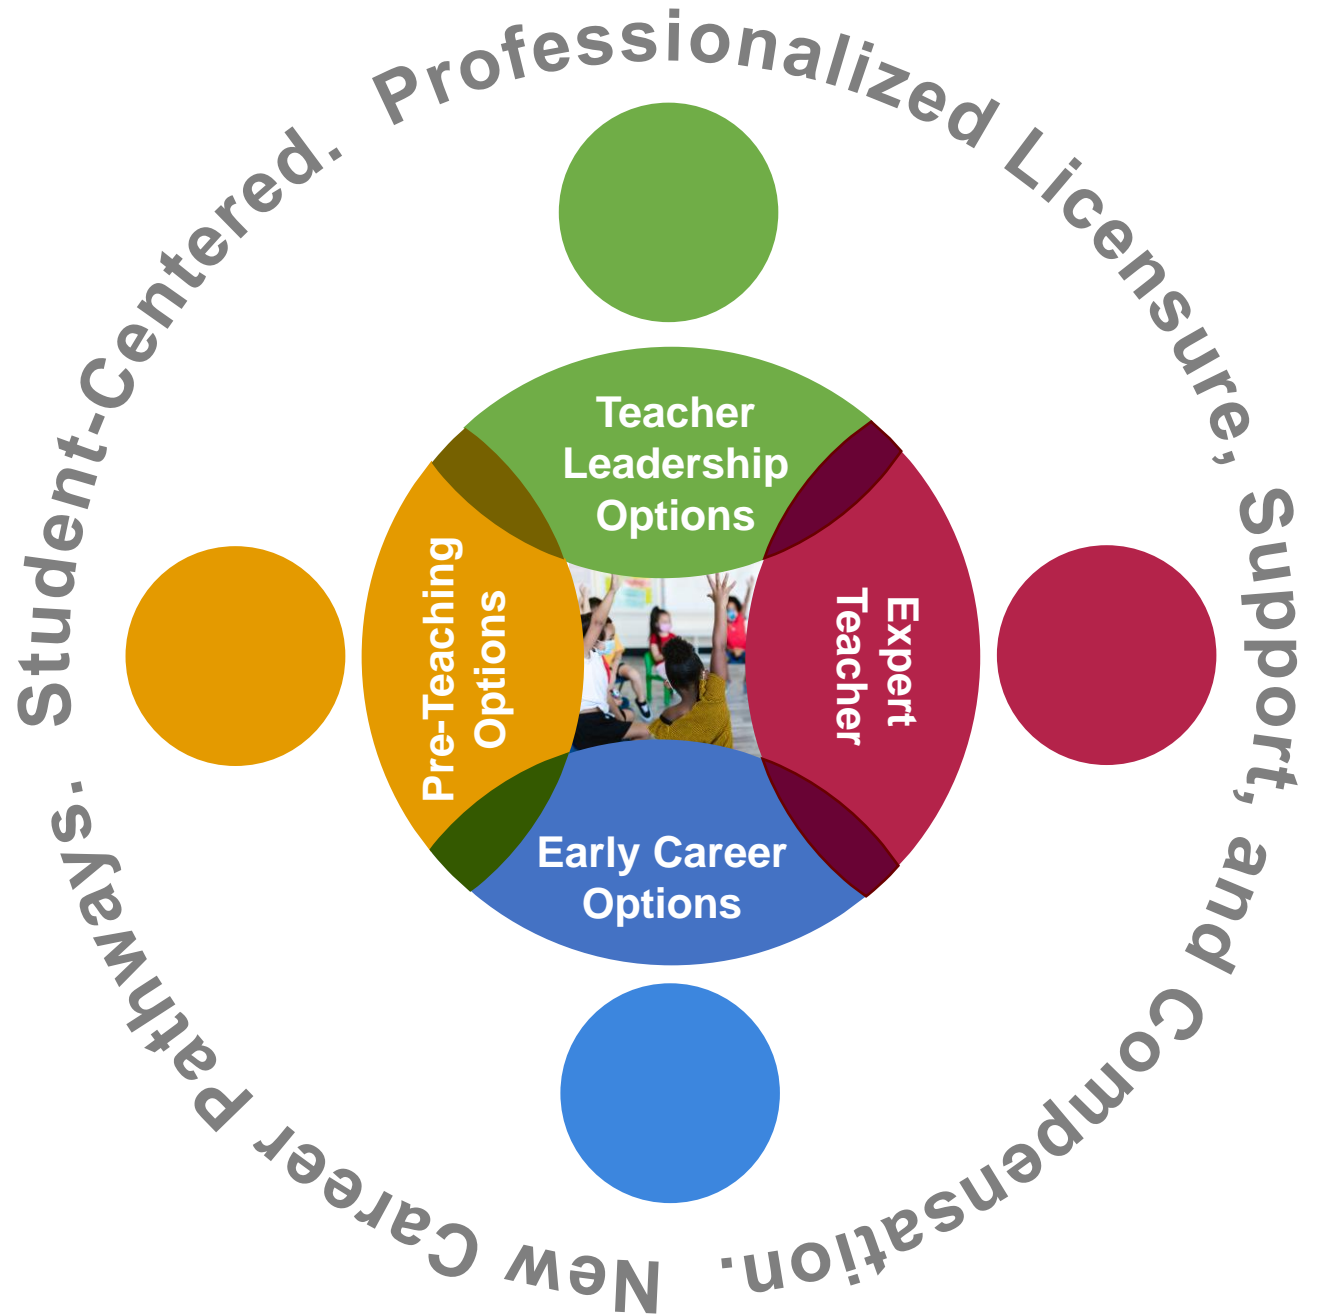 Student-Centered. Professionalized Licensure, Support, and Compensation. New Career Pathways.
Teacher
Leadership
Options
Pre-Teaching
Options
Expert
Teacher
Early Career
Options